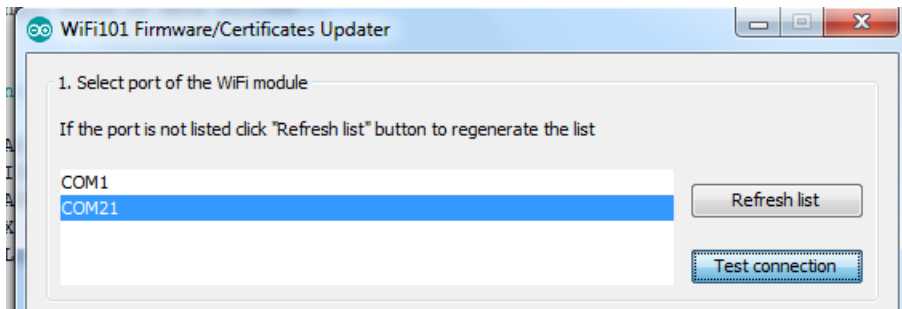 WiFi101 Firmware/Certificates Updater
1. Select port of the WiFi module
If the port is not listed click "Refresh list" button to regenerate the list
COM1
COM21
Refresh list
Test connection